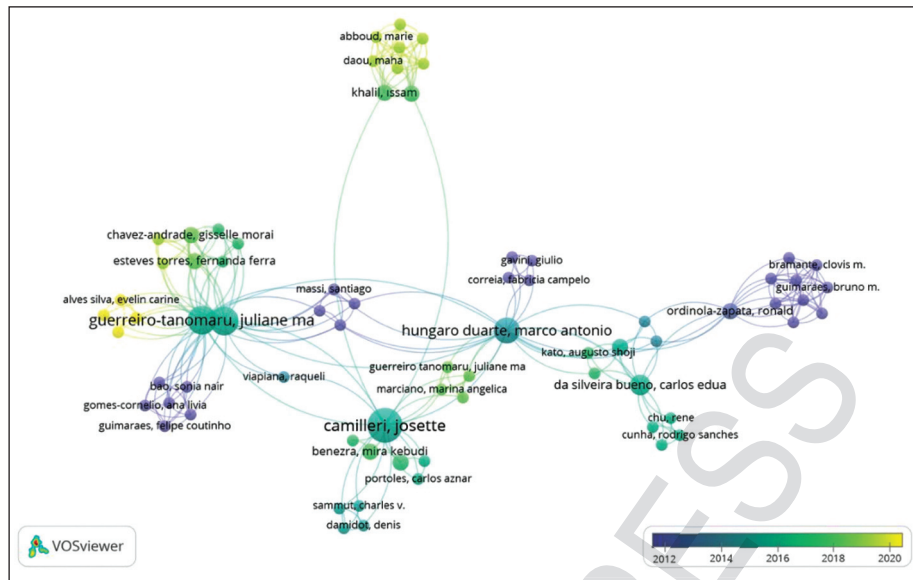 abboud, marie
daou, maha
khalil, issam
chavez-andrade, gisselle morai
esteves torres, fernanda ferra
alves silva, evelin carine
guerreiro-tanomaru, juliane ma
massi, santiago
gavini, giulio
correia, fabricia campelo
bramante, clovis m.
guimaraes, bruno m.
ordinola-zapata, ronald
hungaro duarte, marco antonio
kato, augusto shoji
guerreiro tanomaru, juliane ma
viapiana, raqueli
marciano, marina angelica
da silveira bueno, carlos edua
bao, sonia nair
gomes-cornelio, ana livia
guimaraes, felipe coutinho
camilleri, josette
chu, rene
cunha, rodrigo sanches
benezra, mira kebudi
portoles, carlos aznar
sammut, charles v.
damidot, denis
VOSviewer
2012 2014 2016 2018 2020
PRESS